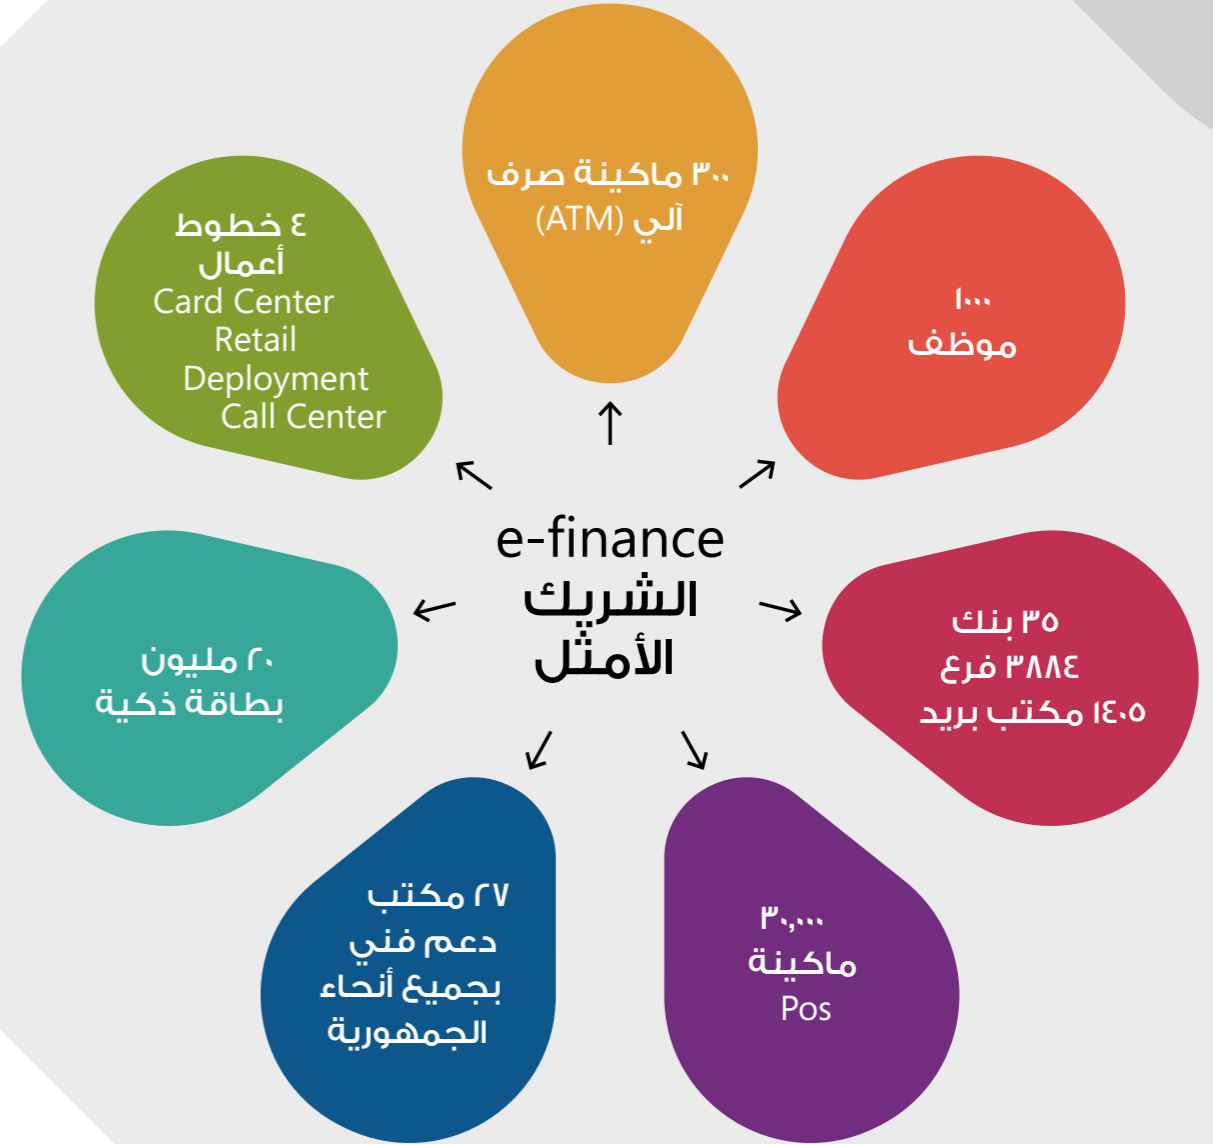 ٣٠٠ ماكينة صرف
آلي (ATM)
١٠٠٠
موظف
٣٥ بنك
٣٨٨٤ فرع
١٤٠٥ مكتب بريد
٣٠,٠٠٠
ماكينة
Pos
٢٧ مكتب
دعم فني
بجميع أنحاء
الجمهورية
٢٠ مليون
بطاقة ذكية
٤ خطوط
أعمال
Card Center
Retail
Deployment
Call Center
e-finance
الشريك
الأمثل